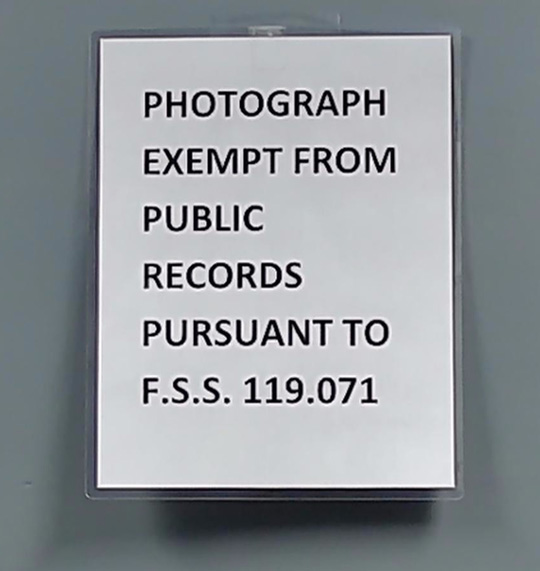 PHOTOGRAPH
EXEMPT FROM
PUBLIC
RECORDS
PURSUANT TO
F.S.S. 119.071